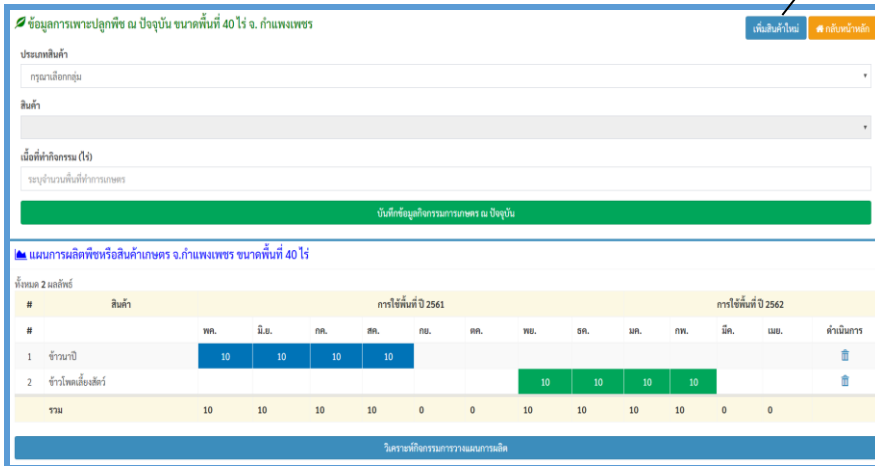 ข้อมูลการเพาะปลูกพืช ณ ปัจจุบัน ขนาดพื้นที่ 40 ไร่ จ. กำแพงเพชร
เพิ่มสินค้าใหม่ กลับหน้าหลัก
ประเภทสินค้า
กรุณาเลือกกลุ่ม
สินค้า
เนื้อที่ทำกิจกรรม (ไร่)
ระบุจำนวนพื้นที่ทำการเกษตร
บันทึกข้อมูลกิจกรรมการเกษตร ณ ปัจจุบัน
แผนการผลิตพืชหรือสินค้าเกษตร จ.กำแพงเพชร ขนาดพื้นที่ 40 ไร่
ทั้งหมด 2 ผลลัพธ์
# สินค้า การใช้พื้นที่ ปี 2561 การใช้พื้นที่ ปี 2562
# พค. มิ.ย. กค. สค. กย. ตค. พย. ธค. มค. กพ. มีค. เมย. ดำเนินการ
1 ข้าวนาปี 10 10 10 10
2 ข้าวโพดเลี้ยงสัตว์ 10 10 10 10
รวม 10 10 10 10 0 0 10 10 10 10 0 0
วิเคราะห์กิจกรรมการวางแผนการผลิต